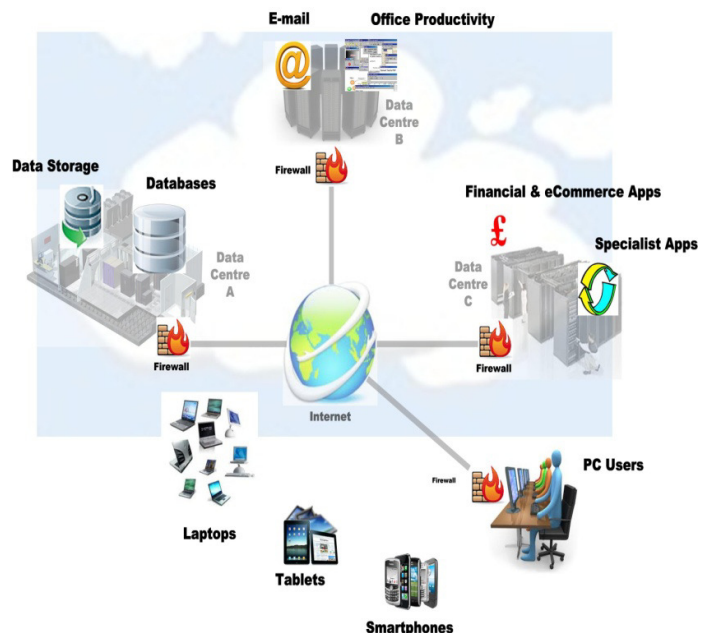 E-mail
Office Productivity
Data
Centre
B
Firewall
Data Storage
Databases
Data
Centre
A
Firewall
Financial & eCommerce Apps
£
Specialist Apps
Data
Centre
C
Firewall
Internet
Laptops
Tablets
Smartphones
Firewall
PC Users
@